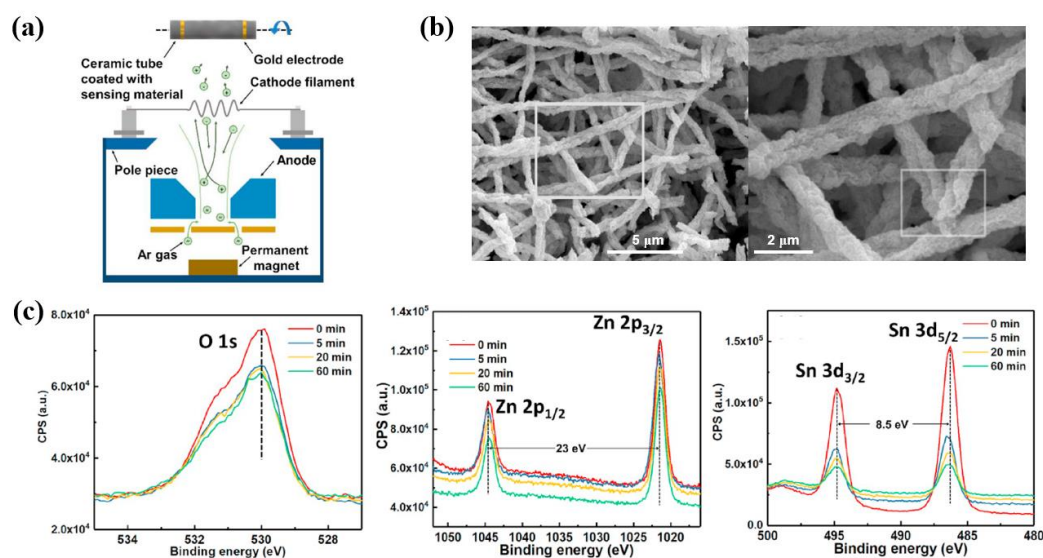 (a)
Ceramic tube
coated with
sensing material
Gold electrode
Cathode filament
Pole piece
Anode
Ar gas
Permanent
magnet
(b)
5 μm
2 μm
(c)
8.0x10⁴
6.0x10⁴
4.0x10⁴
2.0x10⁴
CPS (a.u.)
O 1s
0 min
5 min
20 min
60 min
534
532
530
528
Binding energy (eV)
1.4x10⁵
1.2x10⁵
1.0x10⁵
8.0x10⁴
6.0x10⁴
4.0x10⁴
CPS (a.u.)
0 min
5 min
20 min
60 min
Zn 2p3/2
Zn 2p1/2
23 eV
1050
1045
1040
1035
1030
1025
1020
Binding energy (eV)
1.5x10⁵
1.0x10⁵
5.0x10⁴
0.0
CPS (a.u.)
Sn 3d5/2
0 min
5 min
20 min
60 min
Sn 3d3/2
8.5 eV
500
495
490
485
480
Binding energy (eV)